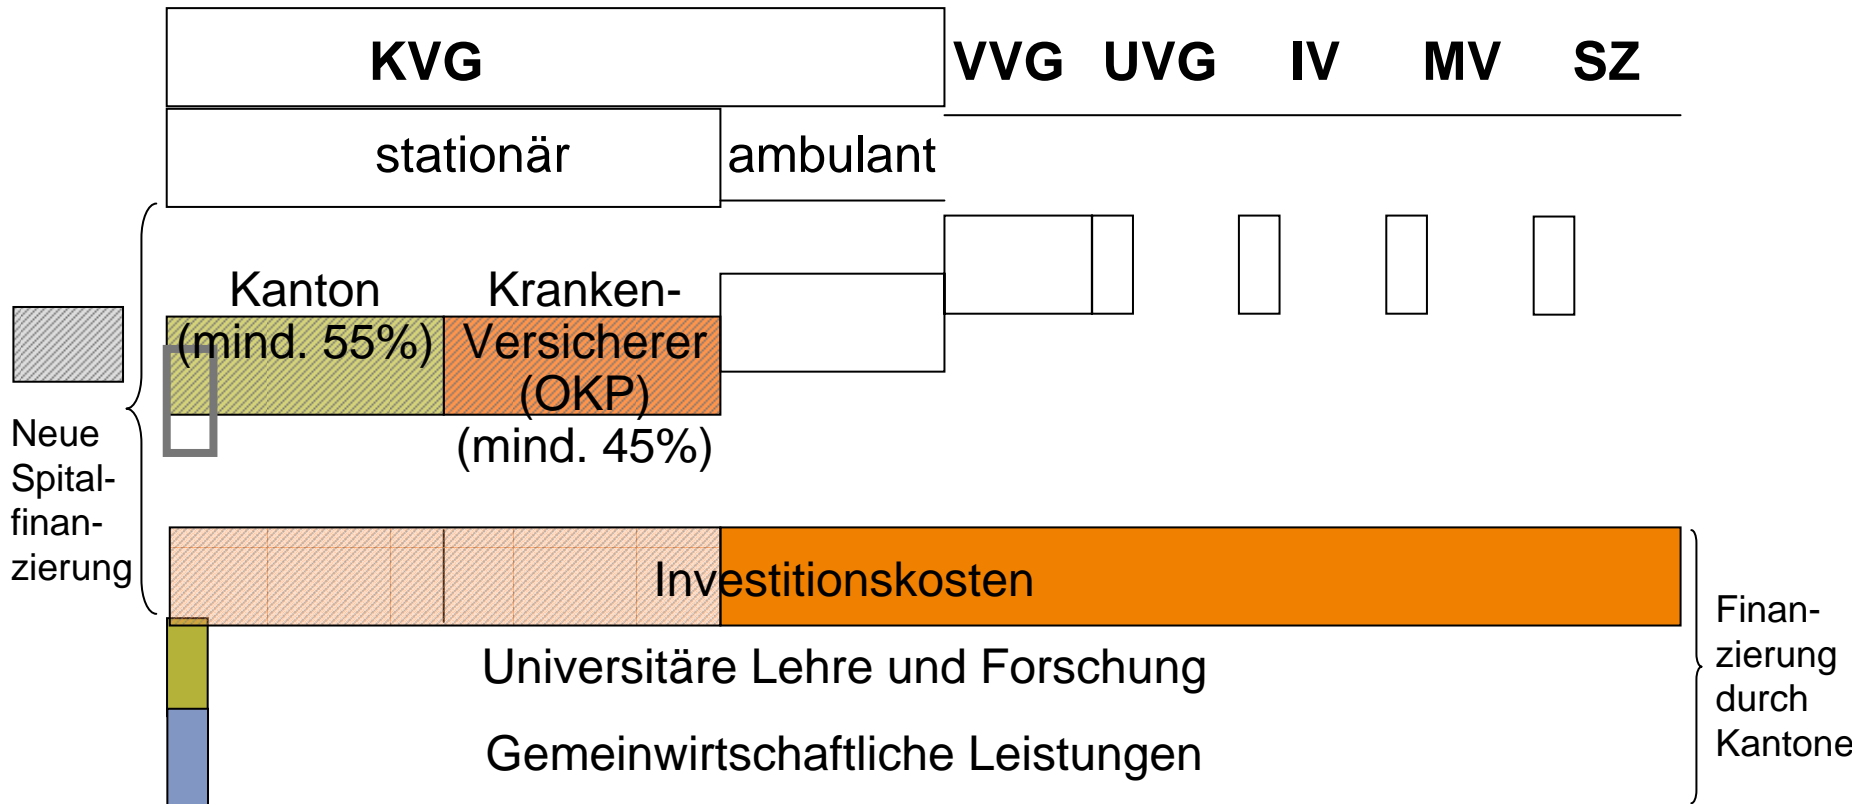 KVG VVG UVG IV MV SZ
stationär ambulant
Kanton
(mind. 55%)
Kranken-
Versicherer
(OKP)
(mind. 45%)
Neue
Spital-
finan-
zierung
Investitionskosten
Universitäre Lehre und Forschung
Gemeinwirtschaftliche Leistungen
Finan-
zierung
durch
Kantone